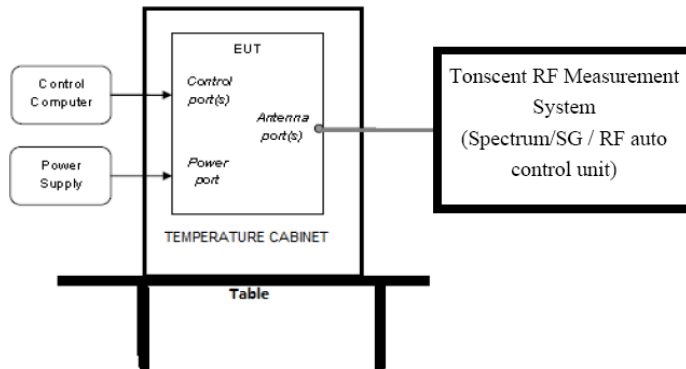 EUT
Control
Computer
Control
port(s)
Antenna
port(s)
Power
Supply
Power
port
TEMPERATURE CABINET
Table
Tonscent RF Measurement
System
(Spectrum/SG / RF auto
control unit)